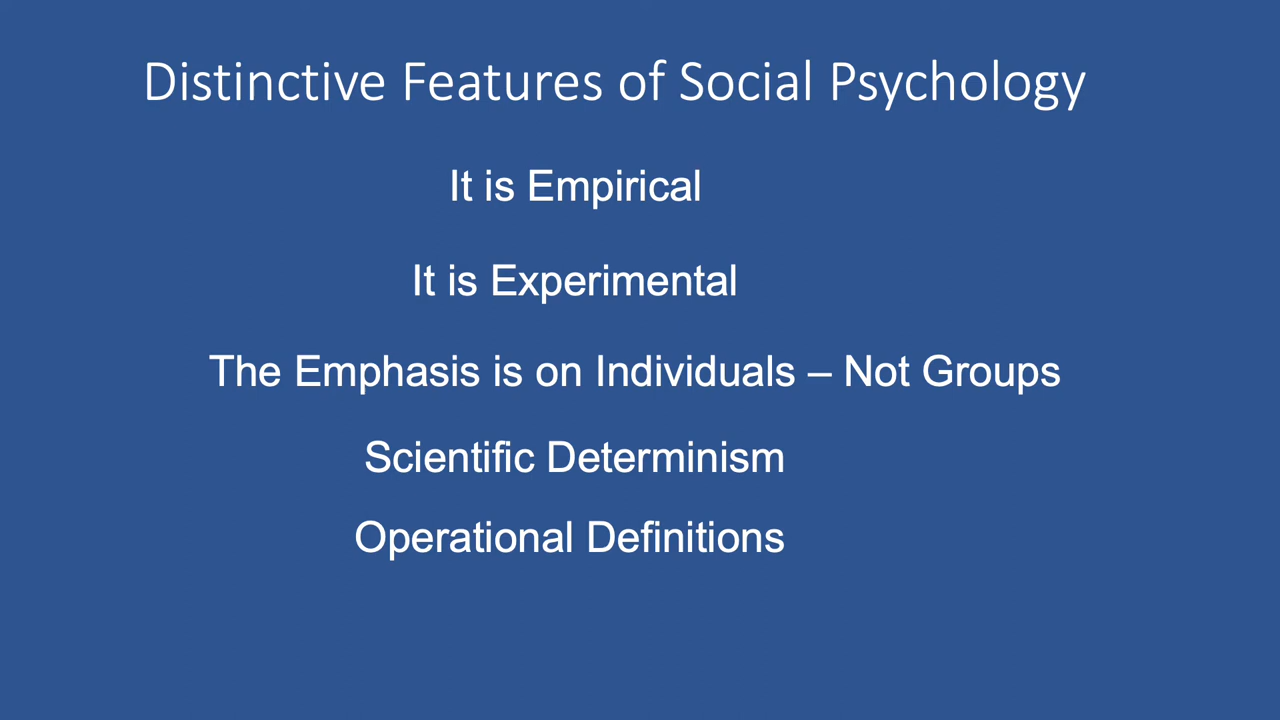 Distinctive Features of Social Psychology
It is Empirical
It is Experimental
The Emphasis is on Individuals – Not Groups
Scientific Determinism
Operational Definitions